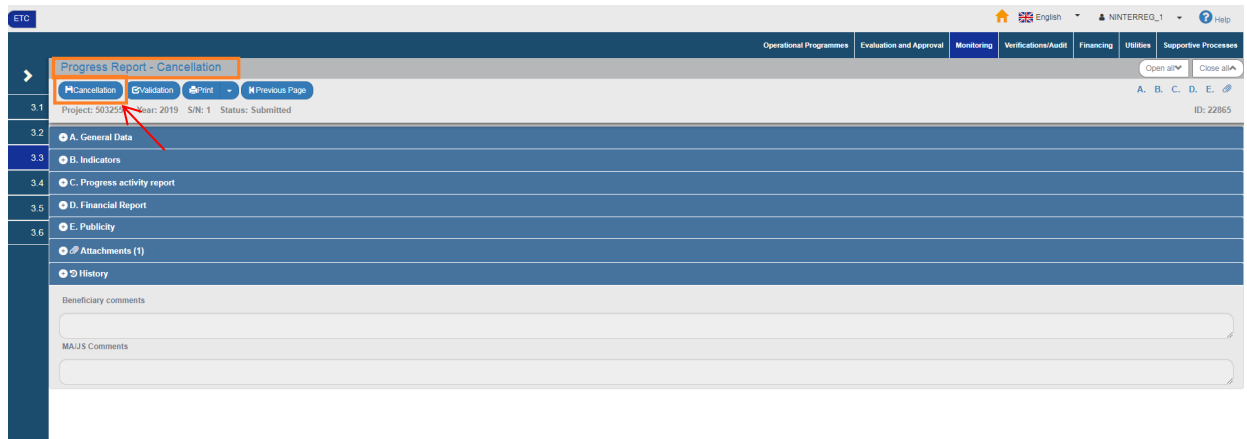 ETC
English
NINTERREG_1
Help
Operational Programmes Evaluation and Approval Monitoring Verifications/Audit Financing Utilities Supportive Processes
Progress Report - Cancellation
Open all Close all
Cancellation Validation Print Previous Page
A. B. C. D. E.
Year: 2019 S/N: 1 Status: Submitted
Project: 503255
ID: 22865
3.1
3.2
3.3
3.4
3.5
3.6
A. General Data
B. Indicators
C. Progress activity report
D. Financial Report
E. Publicity
Attachments (1)
History
Beneficiary comments
MA/JS Comments